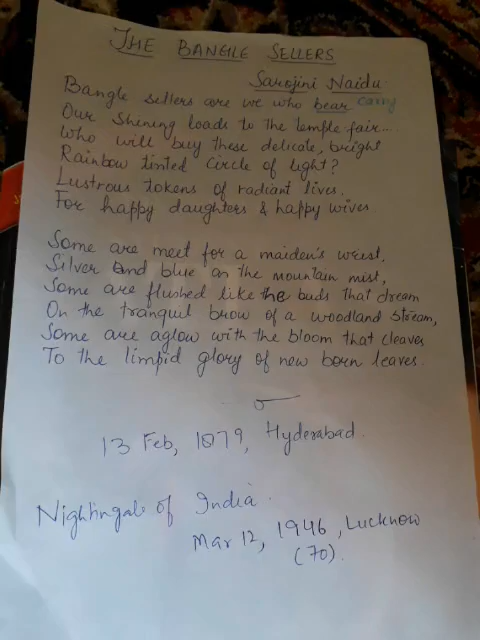 THE BANGLE SELLERS
Sarojini Naidu
Bangle sellers are we who bear carry
Our Shining loads to the temple fair...
Who will buy these delicate, bright
Rainbow tinted Circle of light?
Lustrous tokens of radiant lives,
For happy daughters & happy wives.
Some are meet for a maiden's wrist,
Silver and blue as the mountain mist,
Some are flushed like the buds that dream
On the tranquil brow of a woodland stream,
Some are aglow with the bloom that cleaves
To the limpid glory of new born leaves.
13 Feb, 1879, Hyderabad.
Nightingale of India.
Mar 12, 1946, Lucknow
(70).